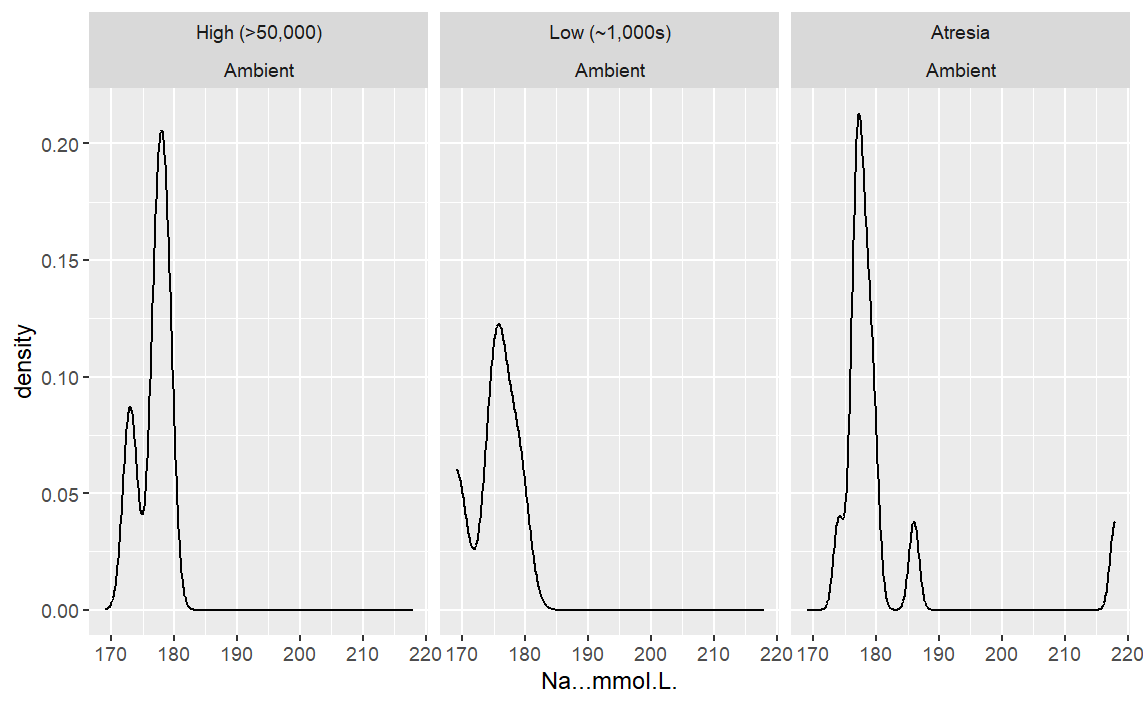 High (>50,000) Low (~1,000s) Atresia
Ambient Ambient Ambient
0.20
0.15
0.10
0.05
0.00
density
170 180 190 200 210 220 170 180 190 200 210 220 170 180 190 200 210 220
Na...mmol.L.